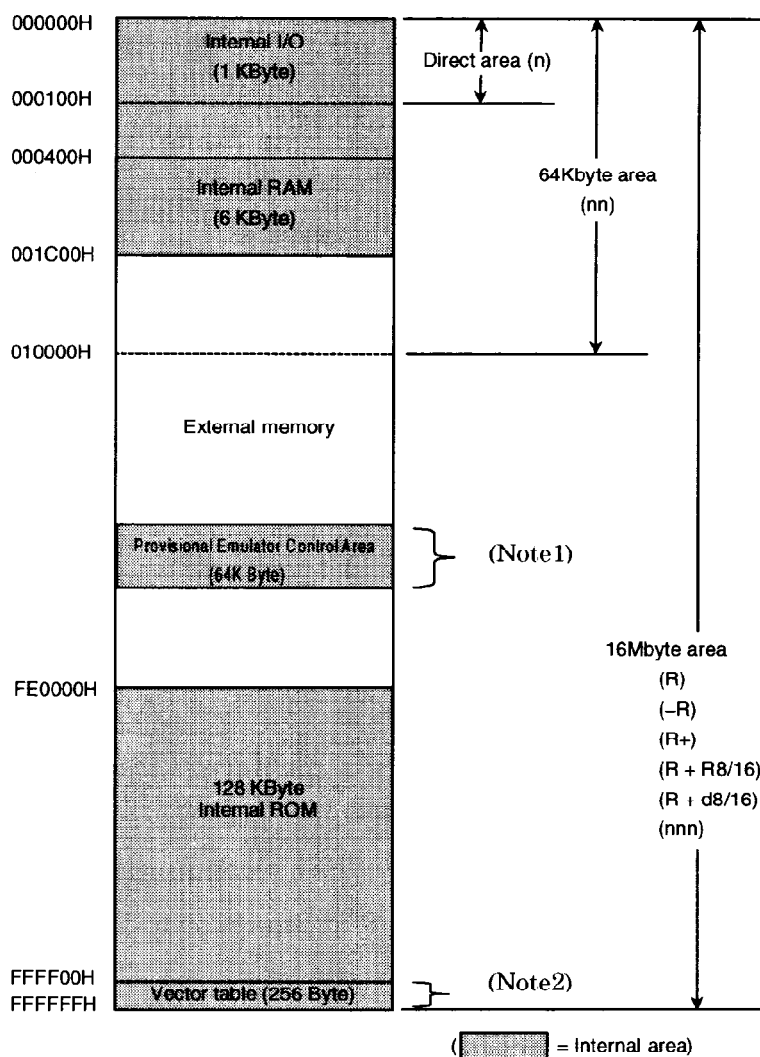 000000H
Internal I/O
(1 KByte)
Direct area (n)
000100H
000400H
Internal RAM
(6 KByte)
64Kbyte area
(nn)
001C00H
010000H
External memory
Provisional Emulator Control Area
(64K Byte)
(Note1)
16Mbyte area
(R)
(–R)
(R+)
(R + R8/16)
(R + d8/16)
(nnn)
FE0000H
128 KByte
Internal ROM
FFFF00H
Vector table (256 Byte)
(Note2)
FFFFFFH
( = Internal area)